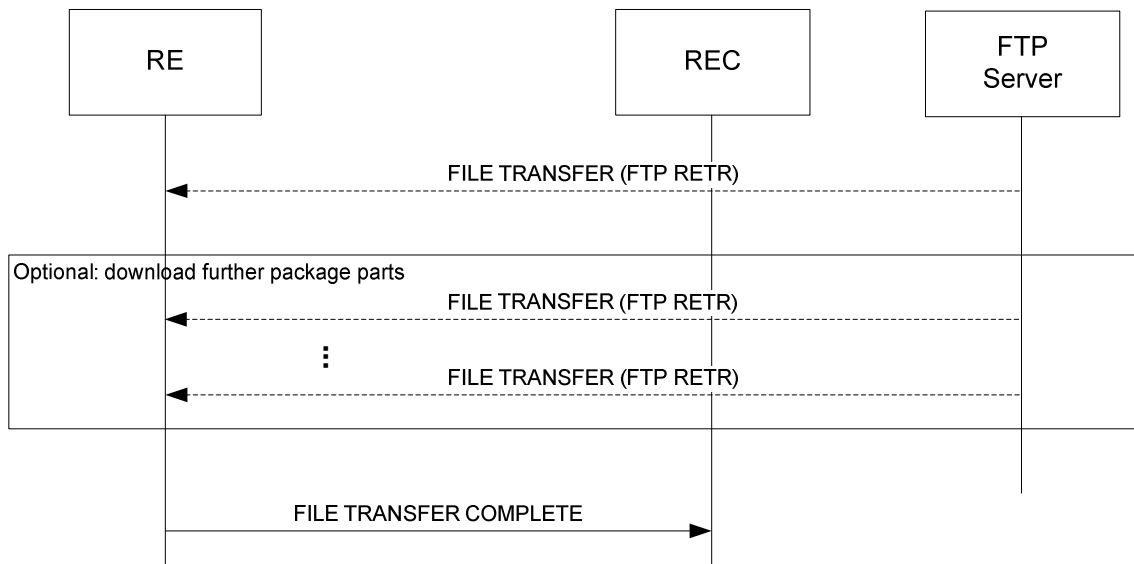 RE
REC
FTP
Server
FILE TRANSFER (FTP RETR)
Optional: download further package parts
FILE TRANSFER (FTP RETR)
FILE TRANSFER (FTP RETR)
FILE TRANSFER COMPLETE